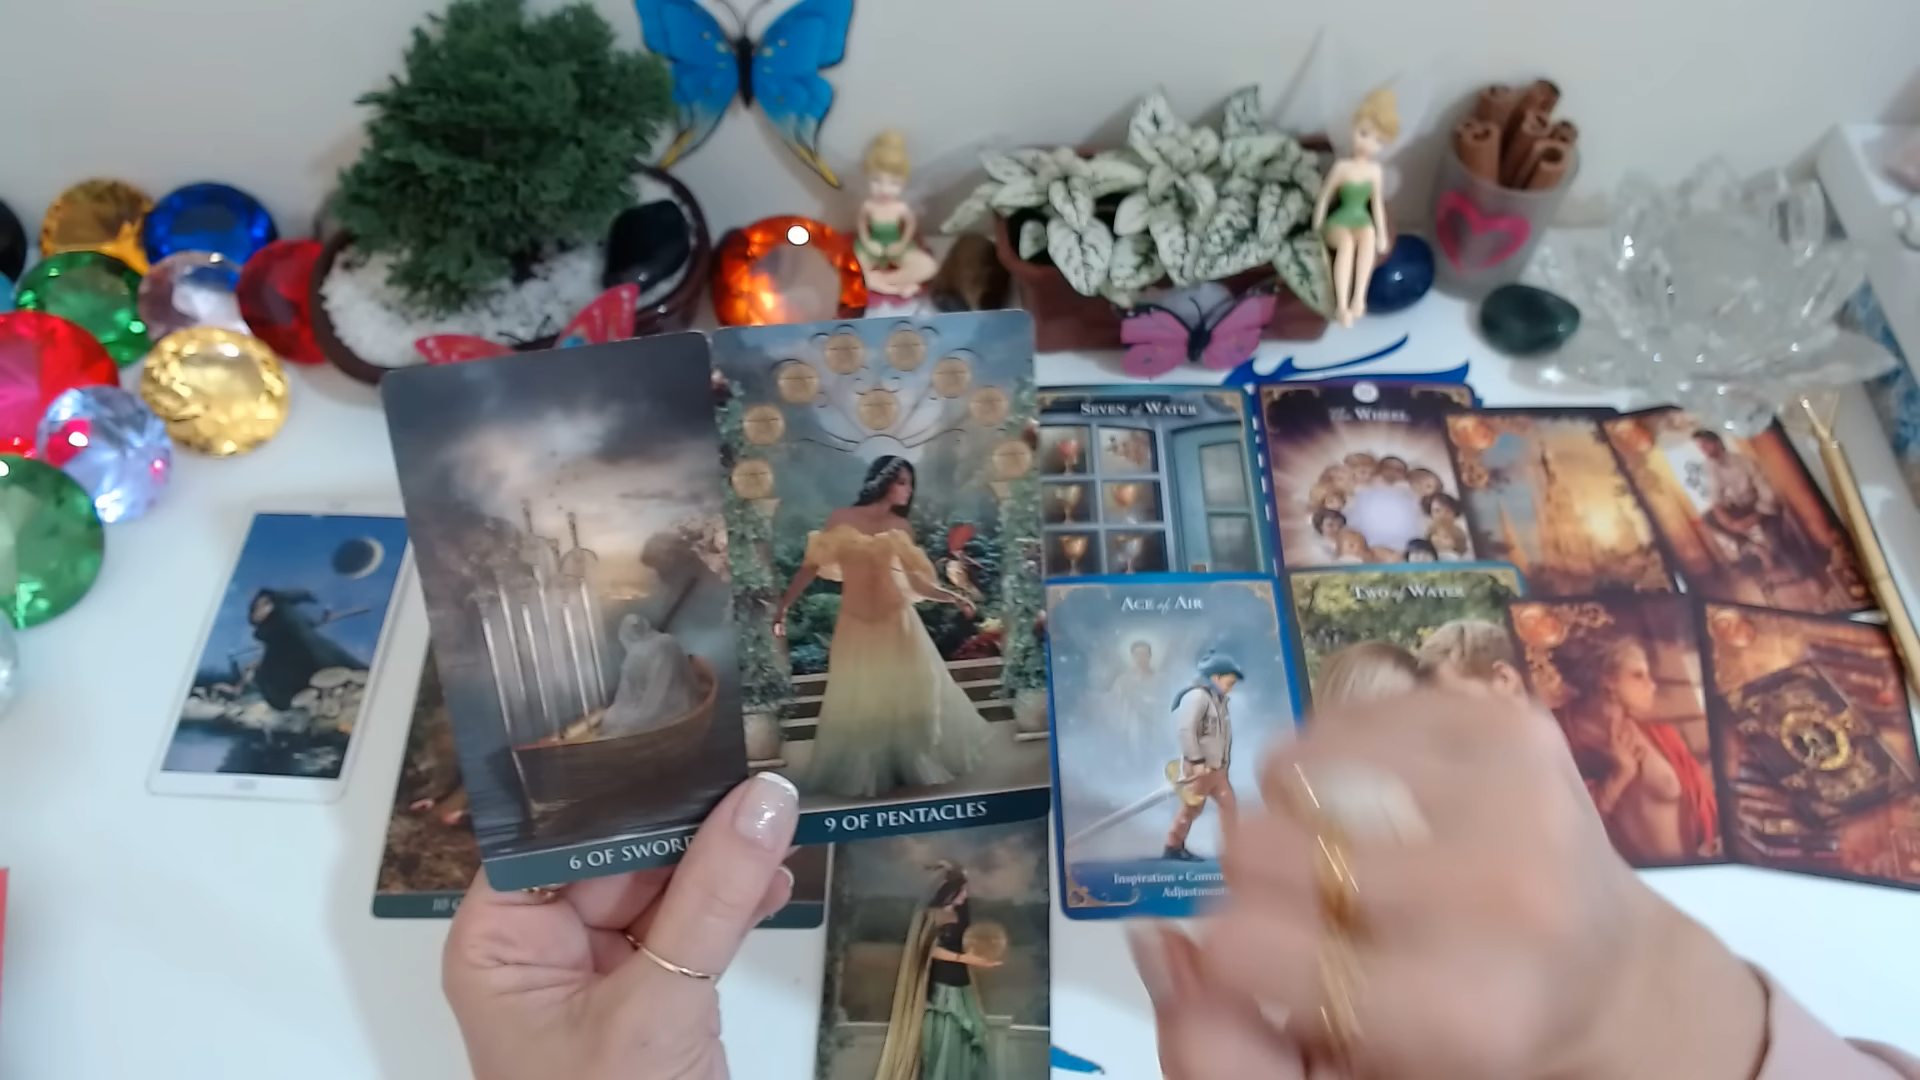 SEVEN of WATER
The WHEEL
ACE of AIR
TWO of WATER
6 OF SWORD
9 OF PENTACLES
Inspiration •
Adjustment